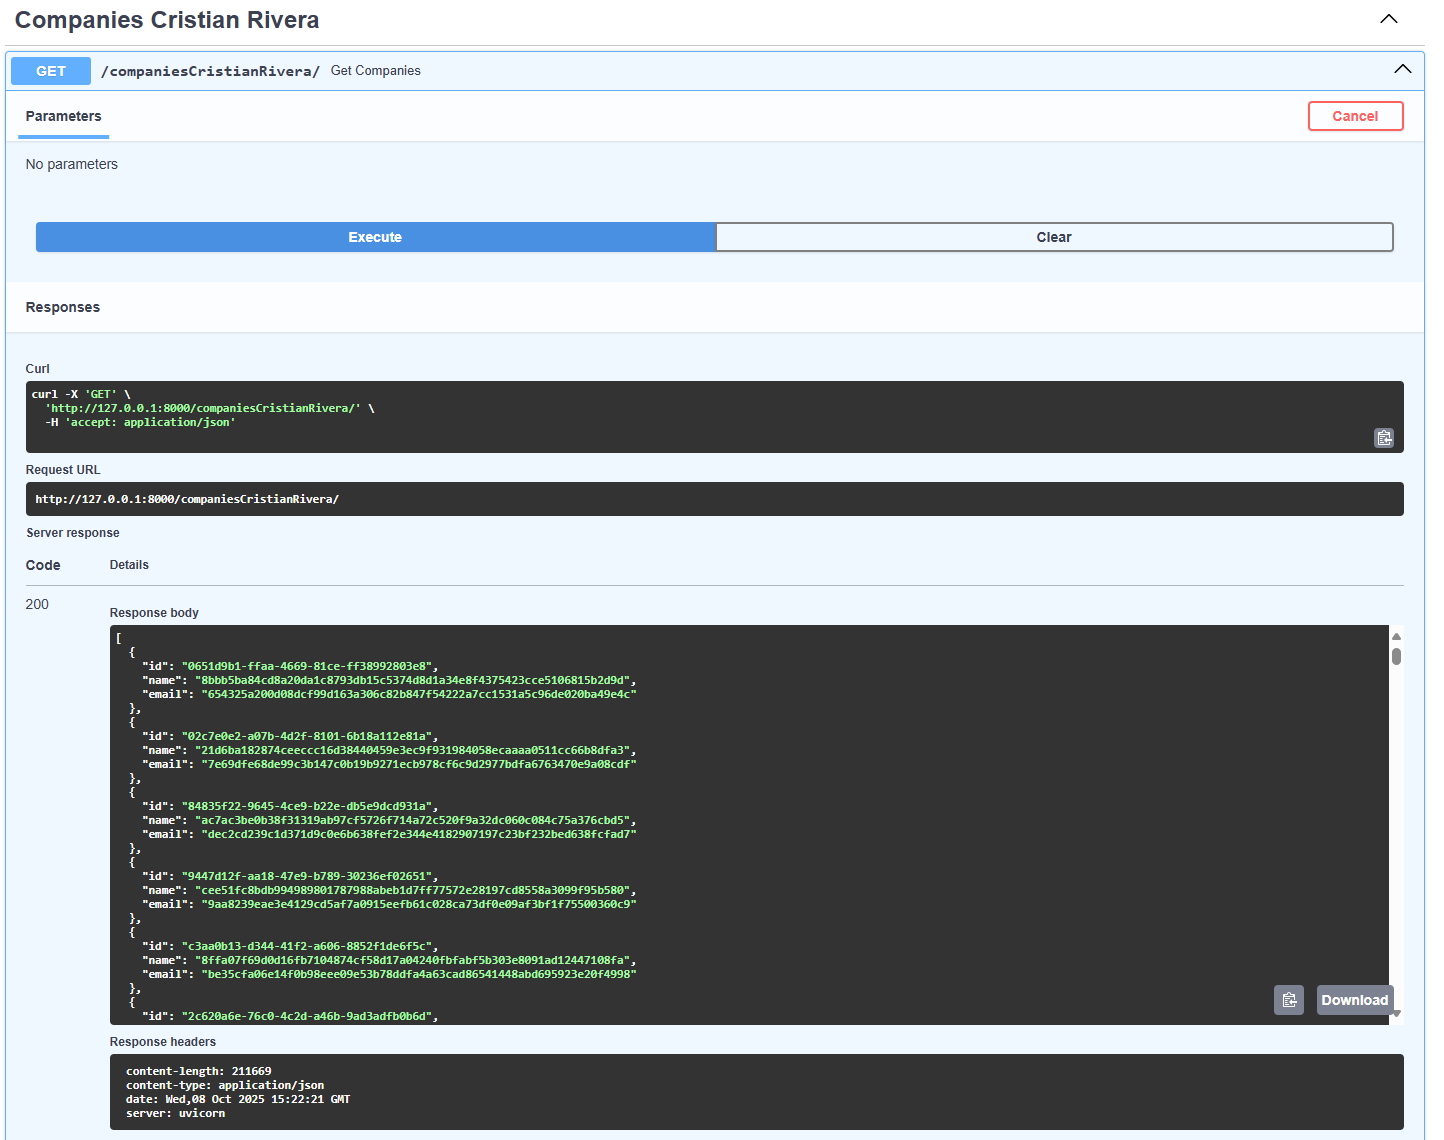 Companies Cristian Rivera
GET /companiesCristianRivera/ Get Companies
Parameters
Cancel
No parameters
Execute
Clear
Responses
Curl
curl -X 'GET' \
'http://127.0.0.1:8000/companiesCristianRivera/' \
-H 'accept: application/json'
Request URL
http://127.0.0.1:8000/companiesCristianRivera/
Server response
Code Details
200
Response body
[
{
"id": "0651d9b1-ffaa-4669-81ce-ff38992803e8",
"name": "8bbb5ba84cd8a20da1c8793db15c5374d8d1a34e8f4375423cce5106815b2d9d",
"email": "654325a200d08dcf99d163a306c82b847f54222a7cc1531a5c96de020ba49e4c"
},
{
"id": "02c7e0e2-a07b-4d2f-8101-6b18a112e81a",
"name": "21d6ba182874ceeccc16d38440459e3ec9f931984058ecaaaa0511cc66b8dfa3",
"email": "7e69dfe68de99c3b147c0b19b9271ecb978cf6c9d2977bdfa6763470e9a08cdf"
},
{
"id": "84835f22-9645-4ce9-b22e-db5e9dcd931a",
"name": "ac7ac3be0b38f31319ab97cf5726f714a72c520f9a32dc060c084c75a376cbd5",
"email": "dec2cd239c1d371d9c0e6b638fef2e344e4182907197c23bf232bed638fcfad7"
},
{
"id": "9447d12f-aa18-47e9-b789-30236ef02651",
"name": "cee51fc8bdb994989801787988abeb1d7ff77572e28197cd8558a3099f95b580",
"email": "9aa8239eae3e4129cd5af7a0915eefb61c028ca73df0e09af3bf1f75500360c9"
},
{
"id": "c3aa0b13-d344-41f2-a606-8852f1de6f5c",
"name": "8ffa07f69d0d16fb7104874cf58d17a04240fbfabf5b303e8091ad12447108fa",
"email": "be35cfa06e14f0b98eee09e53b78ddfa4a63cad86541448abd695923e20f4998"
},
{
"id": "2c620a6e-76c0-4c2d-a46b-9ad3adfb0b6d",
Download
Response headers
content-length: 211669
content-type: application/json
date: Wed,08 Oct 2025 15:22:21 GMT
server: uvicorn